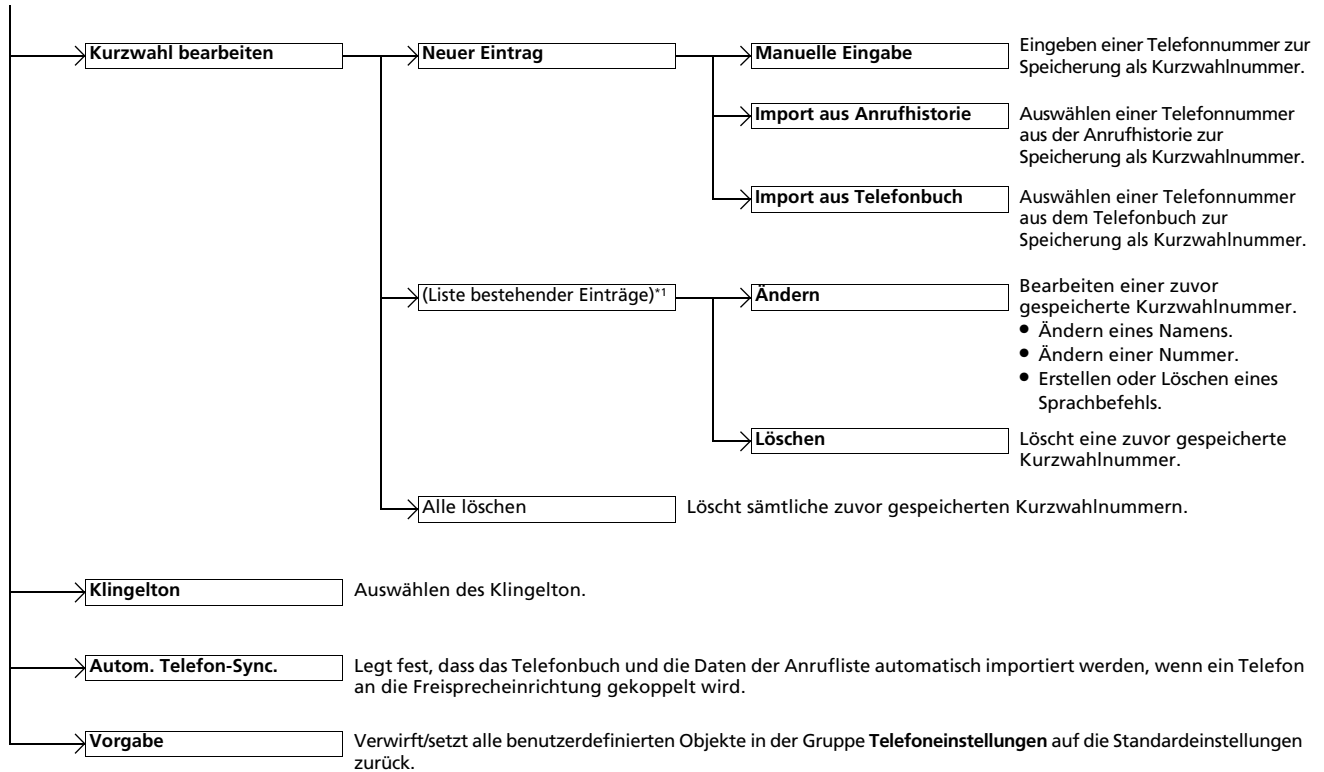 Kurzwahl bearbeiten
Neuer Eintrag
Manuelle Eingabe
Eingeben einer Telefonnummer zur
Speicherung als Kurzwahlnummer.
Import aus Anrufhistorie
Auswählen einer Telefonnummer
aus der Anrufhistorie zur
Speicherung als Kurzwahlnummer.
Import aus Telefonbuch
Auswählen einer Telefonnummer
aus dem Telefonbuch zur
Speicherung als Kurzwahlnummer.
(Liste bestehender Einträge)*1
Ändern
Bearbeiten einer zuvor
gespeicherte Kurzwahlnummer.
● Ändern eines Namens.
● Ändern einer Nummer.
● Erstellen oder Löschen eines
Sprachbefehls.
Löschen
Löscht eine zuvor gespeicherte
Kurzwahlnummer.
Alle löschen
Löscht sämtliche zuvor gespeicherten Kurzwahlnummern.
Klingelton
Auswählen des Klingelton.
Autom. Telefon-Sync.
Legt fest, dass das Telefonbuch und die Daten der Anrufliste automatisch importiert werden, wenn ein Telefon
an die Freisprecheinrichtung gekoppelt wird.
Vorgabe
Verwirft/setzt alle benutzerdefinierten Objekte in der Gruppe Telefoneinstellungen auf die Standardeinstellungen
zurück.